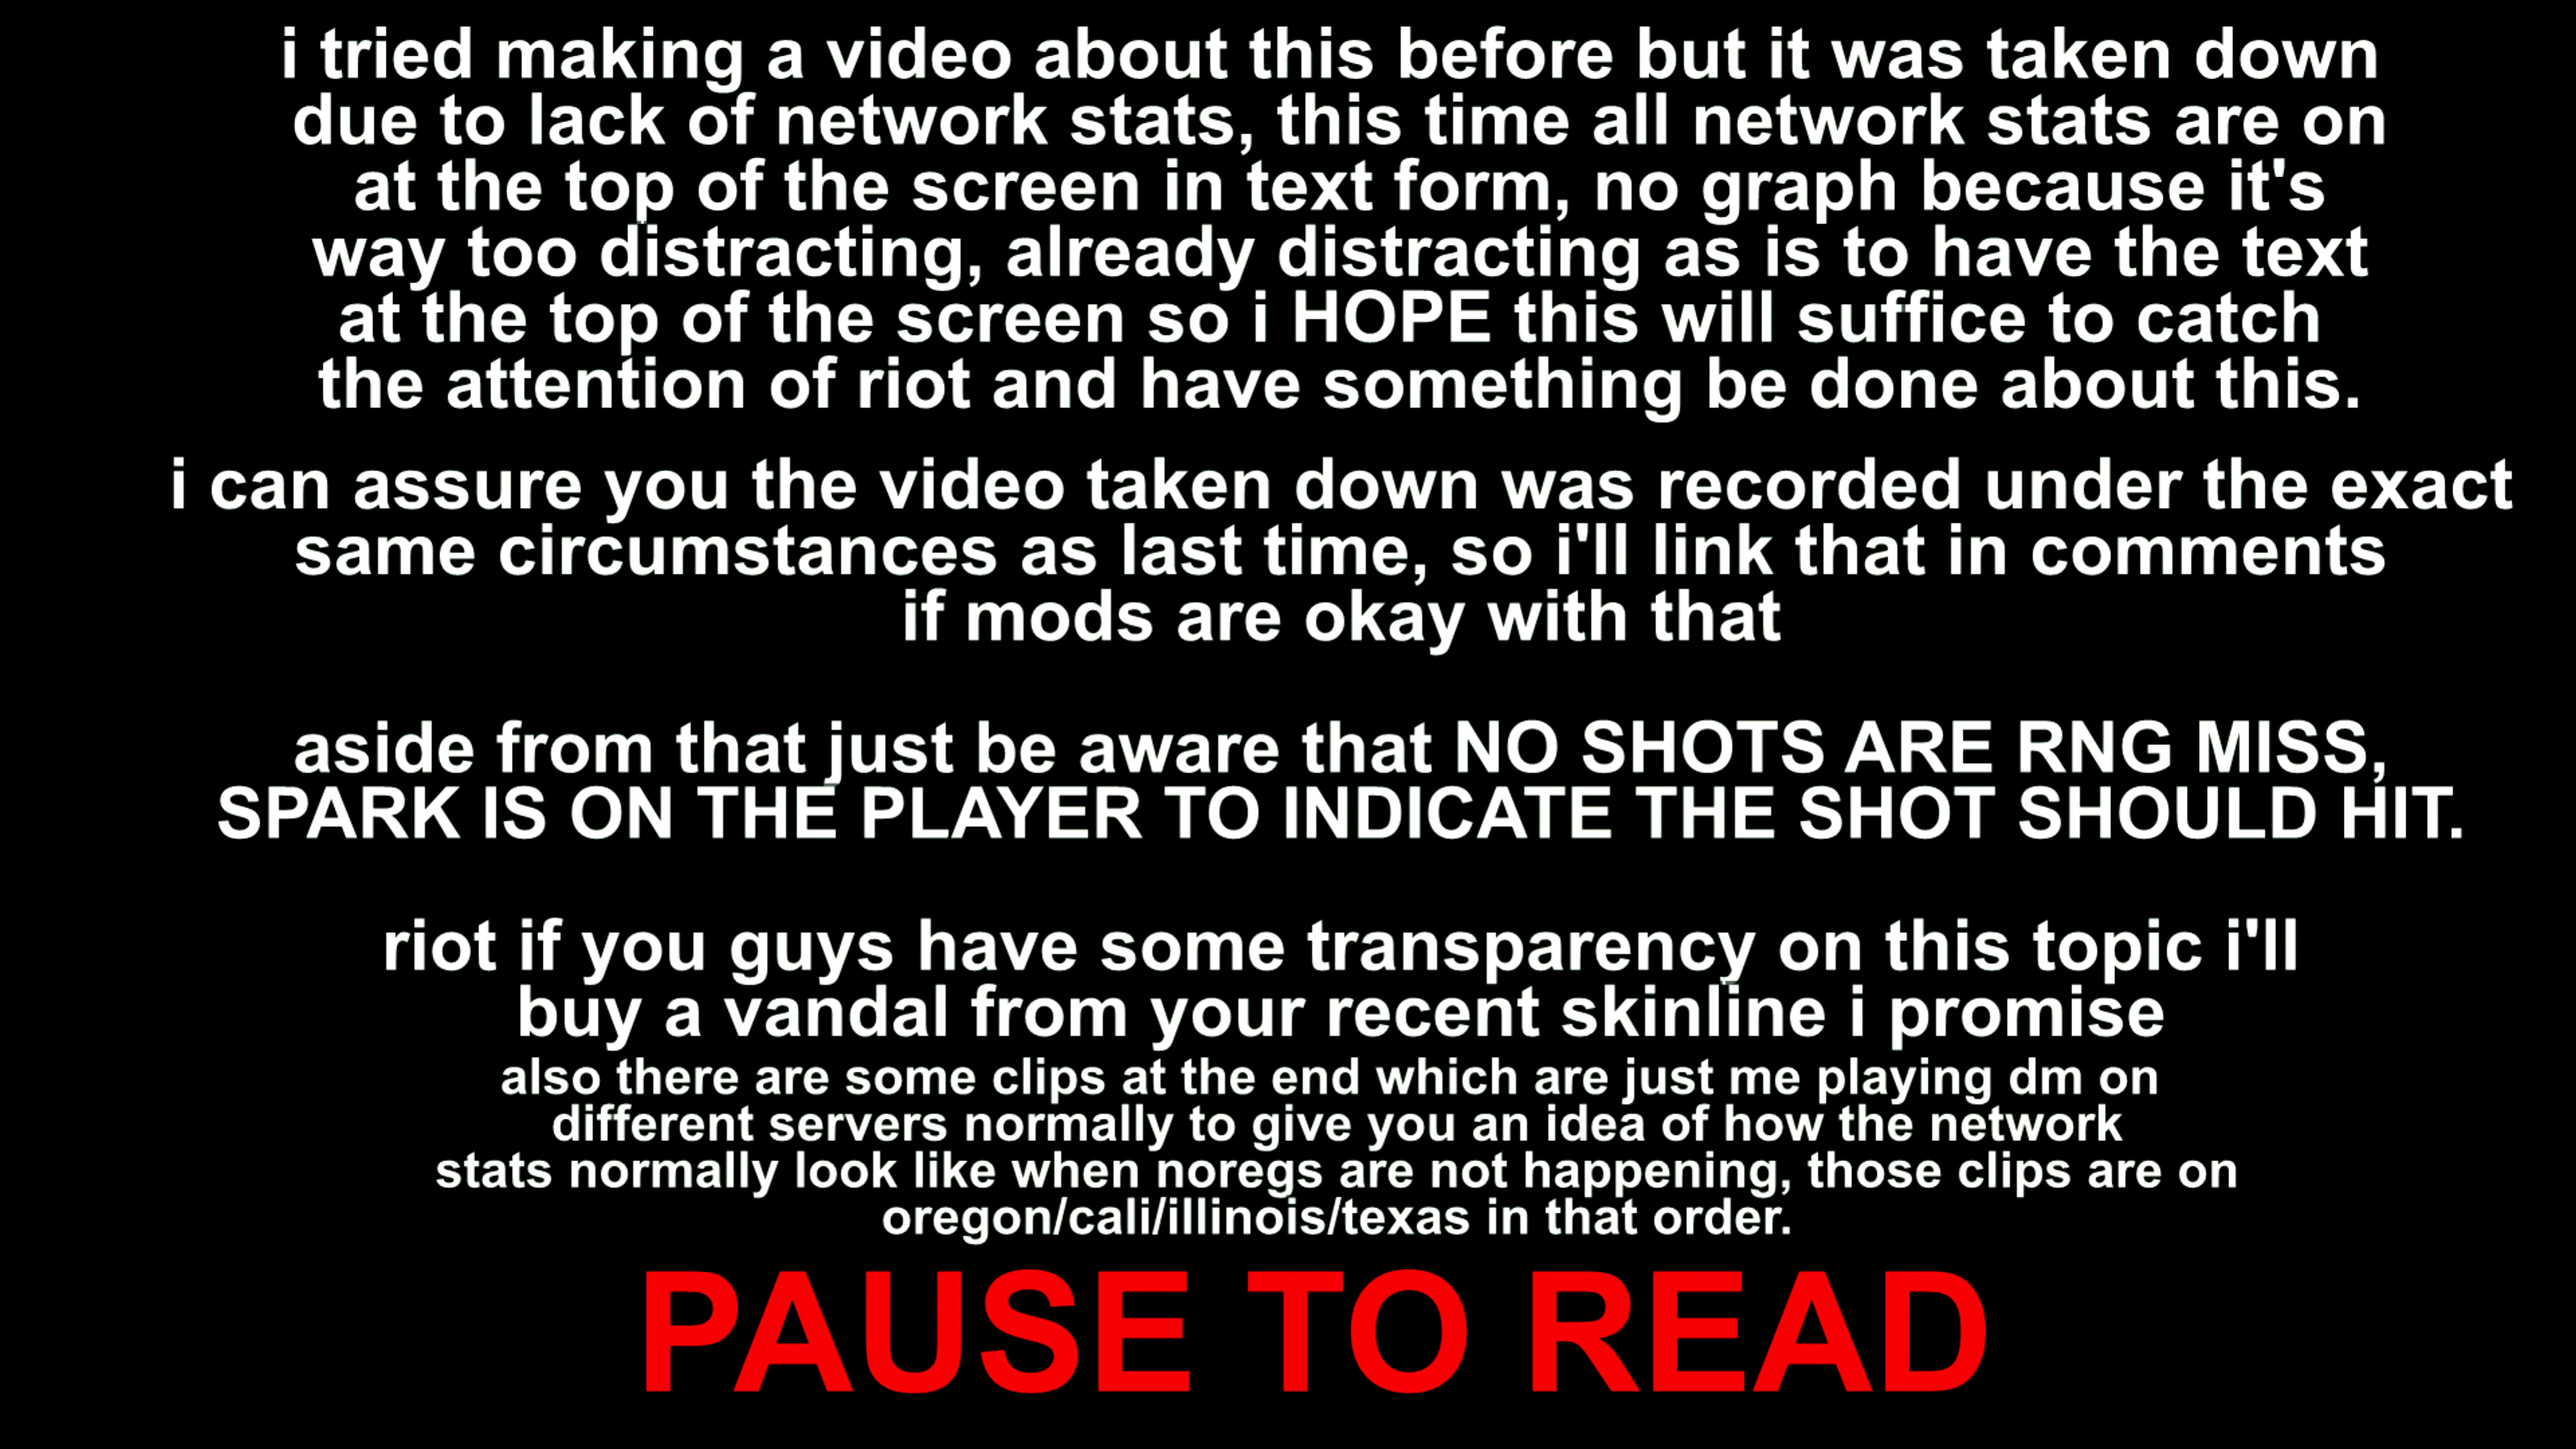 i tried making a video about this before but it was taken down
due to lack of network stats, this time all network stats are on
at the top of the screen in text form, no graph because it's
way too distracting, already distracting as is to have the text
at the top of the screen so i HOPE this will suffice to catch
the attention of riot and have something be done about this.
i can assure you the video taken down was recorded under the exact
same circumstances as last time, so i'll link that in comments
if mods are okay with that
aside from that just be aware that NO SHOTS ARE RNG MISS,
SPARK IS ON THE PLAYER TO INDICATE THE SHOT SHOULD HIT.
riot if you guys have some transparency on this topic i'll
buy a vandal from your recent skinline i promise
also there are some clips at the end which are just me playing dm on
different servers normally to give you an idea of how the network
stats normally look like when noregs are not happening, those clips are on
oregon/cali/illinois/texas in that order.
PAUSE TO READ